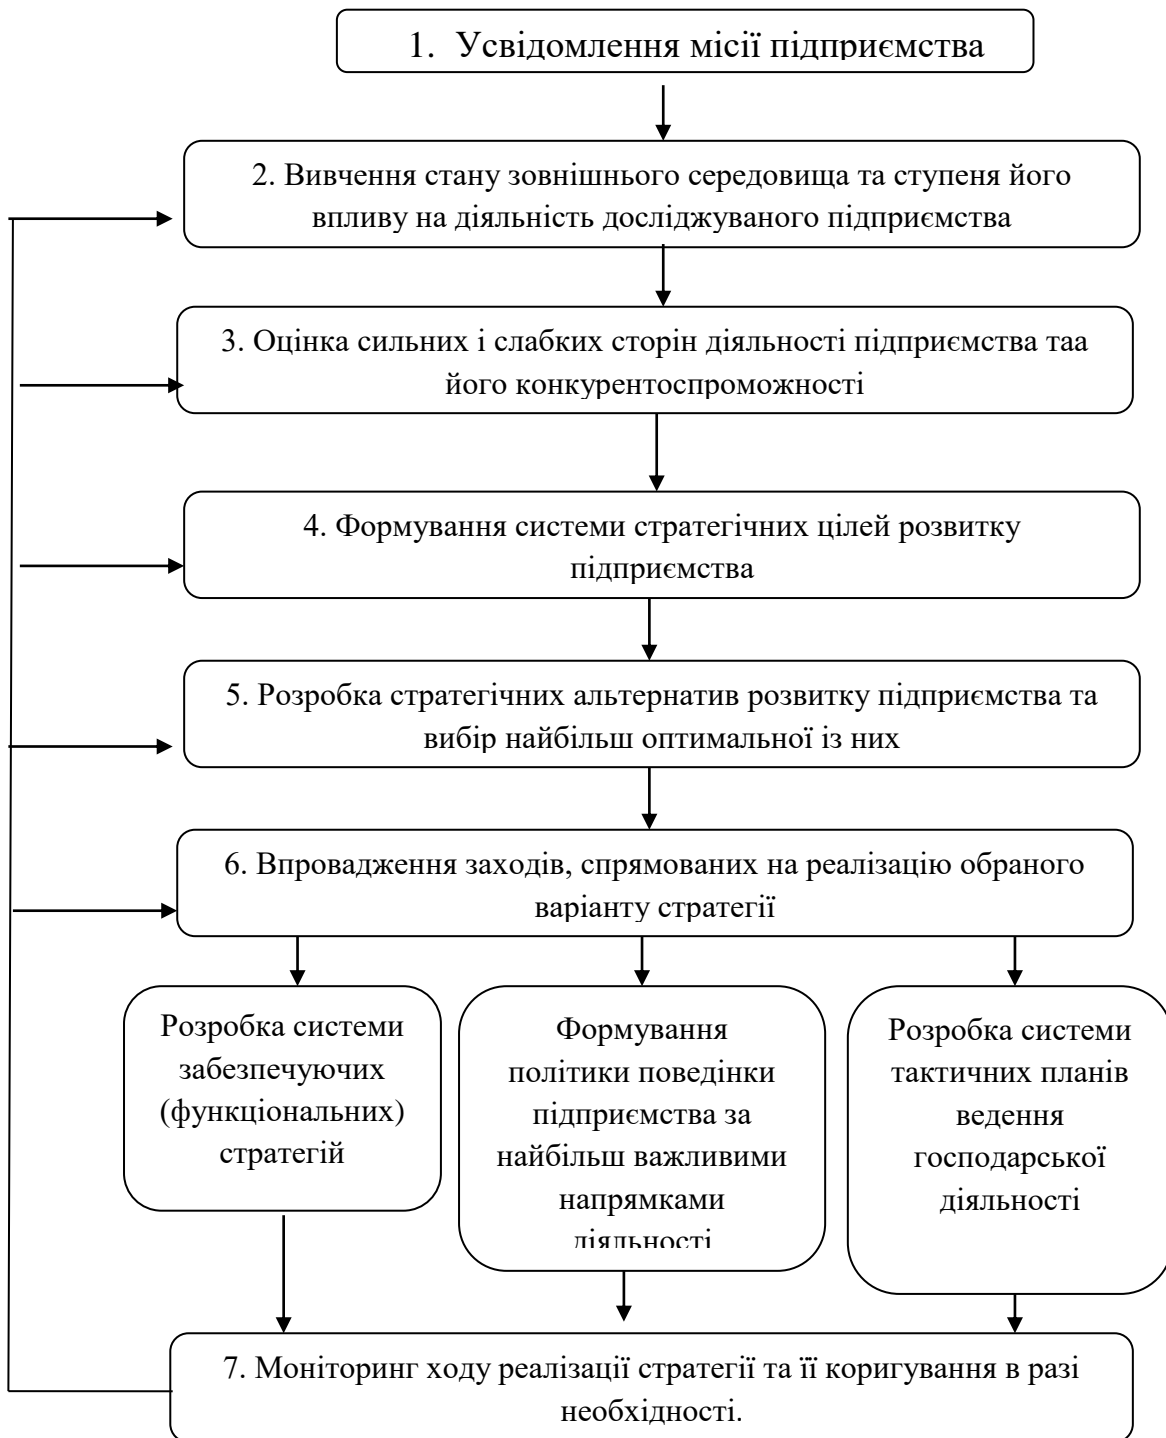 1. Усвідомлення місії підприємства
2. Вивчення стану зовнішнього середовища та ступеня його
впливу на діяльність досліджуваного підприємства
3. Оцінка сильних і слабких сторін діяльності підприємства таа
його конкурентоспроможності
4. Формування системи стратегічних цілей розвитку
підприємства
5. Розробка стратегічних альтернатив розвитку підприємства та
вибір найбільш оптимальної із них
6. Впровадження заходів, спрямованих на реалізацію обраного
варіанту стратегії
Розробка системи
забезпечуючих
(функціональних)
стратегій
Формування
політики поведінки
підприємства за
найбільш важливими
напрямками
діяльності
Розробка системи
тактичних планів
ведення
господарської
діяльності
7. Моніторинг ходу реалізації стратегії та її коригування в разі
необхідності.